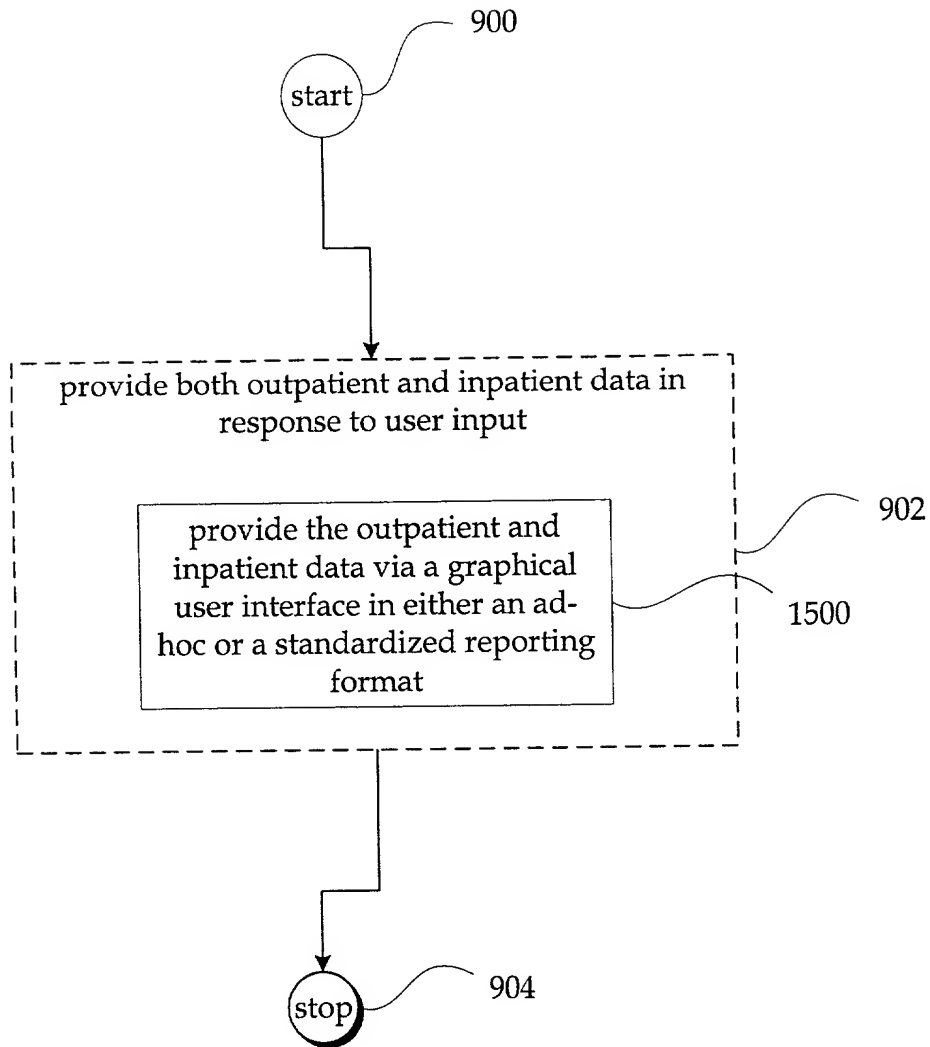 900
start
provide both outpatient and inpatient data in
response to user input
902
provide the outpatient and
inpatient data via a graphical
user interface in either an ad-
hoc or a standardized reporting
format
1500
904
stop